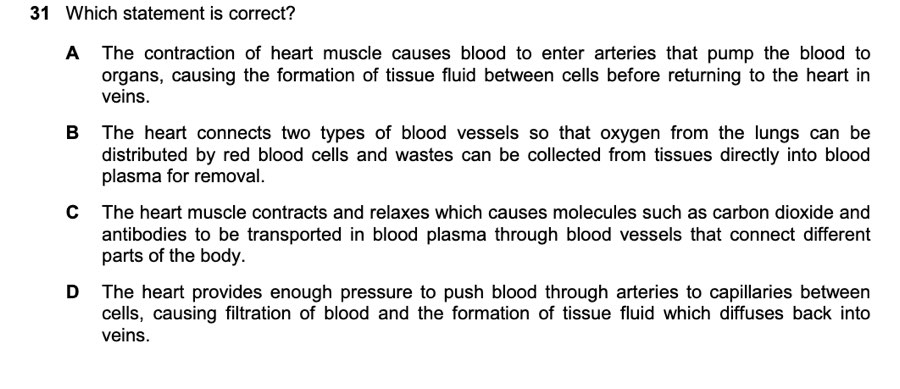 31 Which statement is correct?
A The contraction of heart muscle causes blood to enter arteries that pump the blood to
organs, causing the formation of tissue fluid between cells before returning to the heart in
veins.
B The heart connects two types of blood vessels so that oxygen from the lungs can be
distributed by red blood cells and wastes can be collected from tissues directly into blood
plasma for removal.
C The heart muscle contracts and relaxes which causes molecules such as carbon dioxide and
antibodies to be transported in blood plasma through blood vessels that connect different
parts of the body.
D The heart provides enough pressure to push blood through arteries to capillaries between
cells, causing filtration of blood and the formation of tissue fluid which diffuses back into
veins.